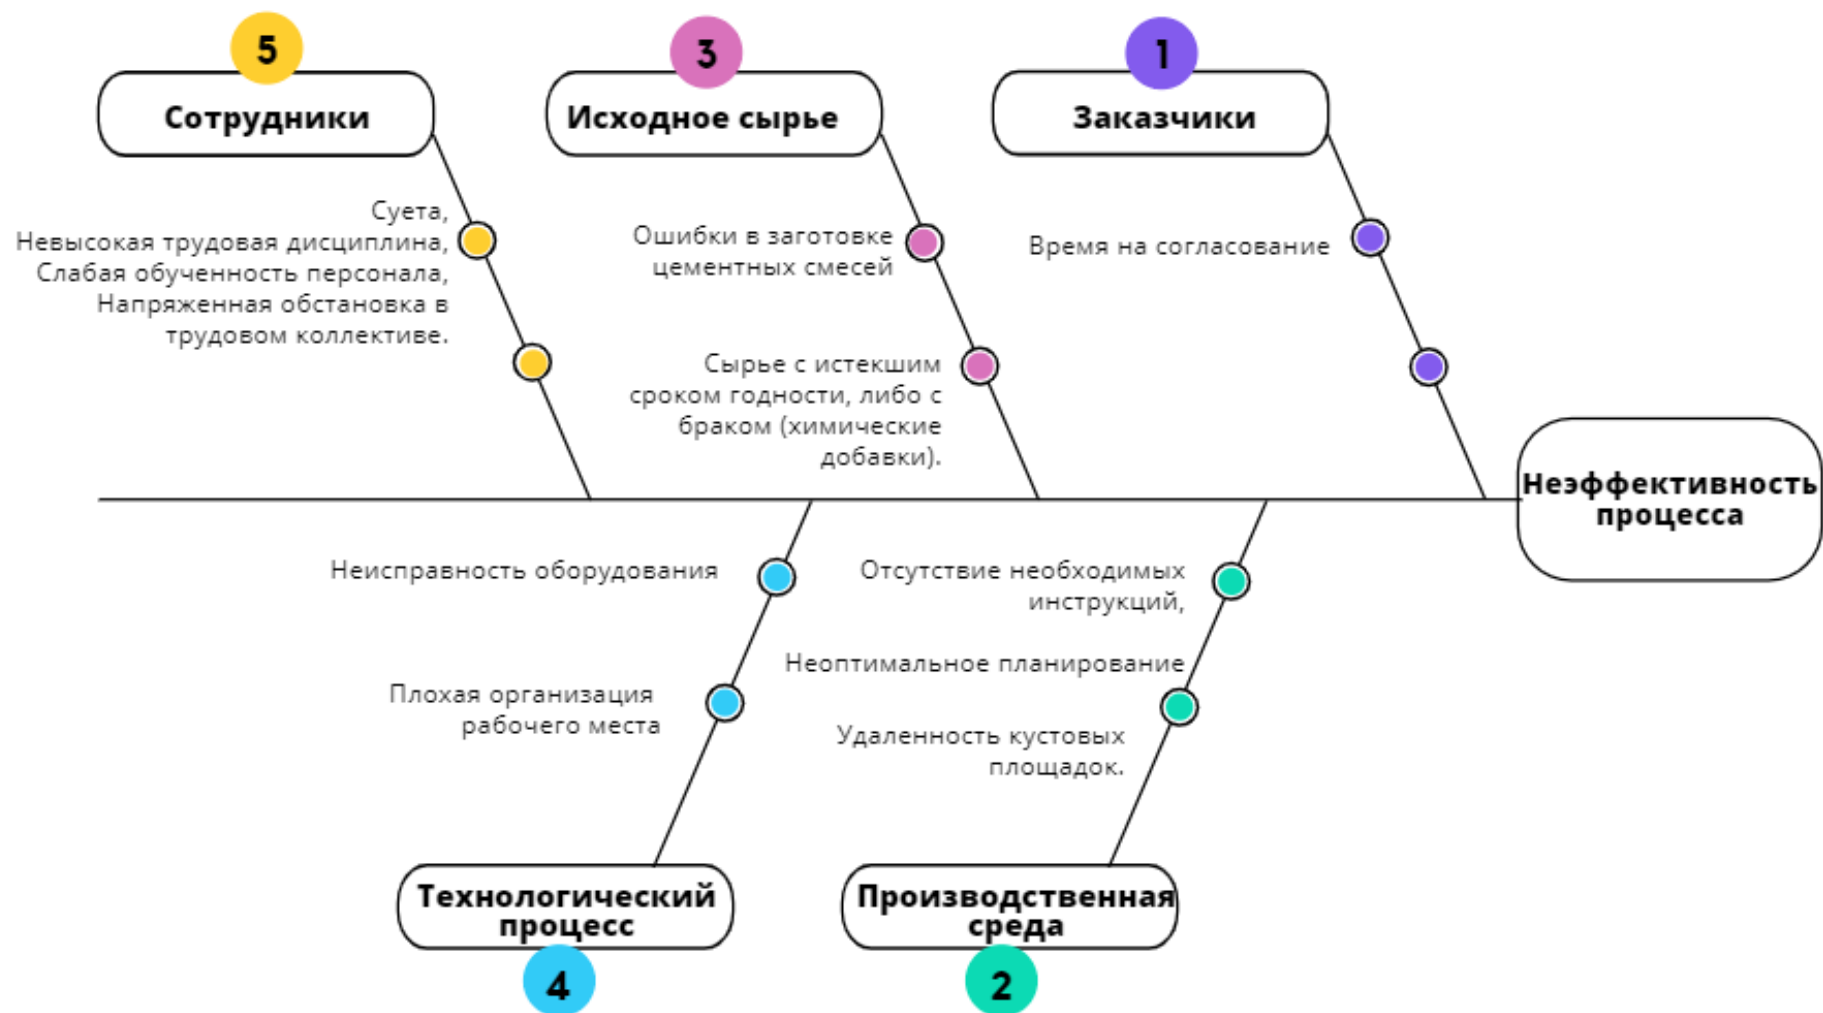 5
3
1
Сотрудники
Исходное сырье
Заказчики
Суета,
Невысокая трудовая дисциплина,
Слабая обученность персонала,
Напряженная обстановка в
трудовом коллективе.
Ошибки в заготовке
цементных смесей
Сырье с истекшим
сроком годности, либо с
браком (химические
добавки).
Время на согласование
Неэффективность
процесса
Неисправность оборудования
Плохая организация
рабочего места
Отсутствие необходимых
инструкций,
Неоптимальное планирование
Удаленность кустовых
площадок.
Технологический
процесс
Производственная
среда
4
2